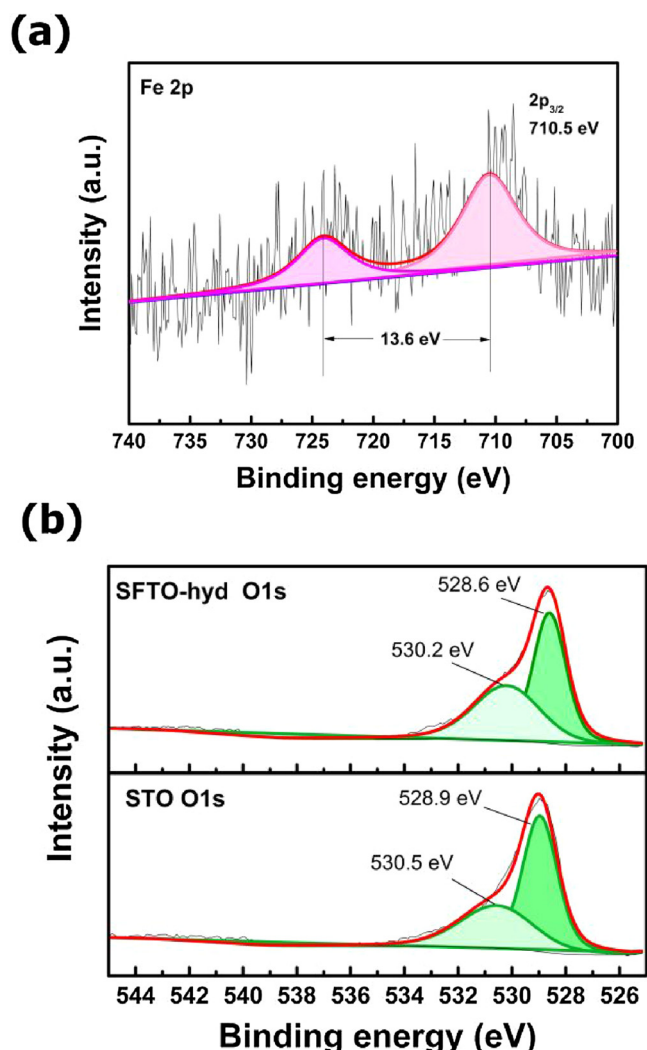 (a)
Fe 2p
2p3/2
710.5 eV
13.6 eV
Intensity (a.u.)
740 735 730 725 720 715 710 705 700
Binding energy (eV)
(b)
SFTO-hyd O1s
528.6 eV
530.2 eV
STO O1s
528.9 eV
530.5 eV
Intensity (a.u.)
544 542 540 538 536 534 532 530 528 526
Binding energy (eV)